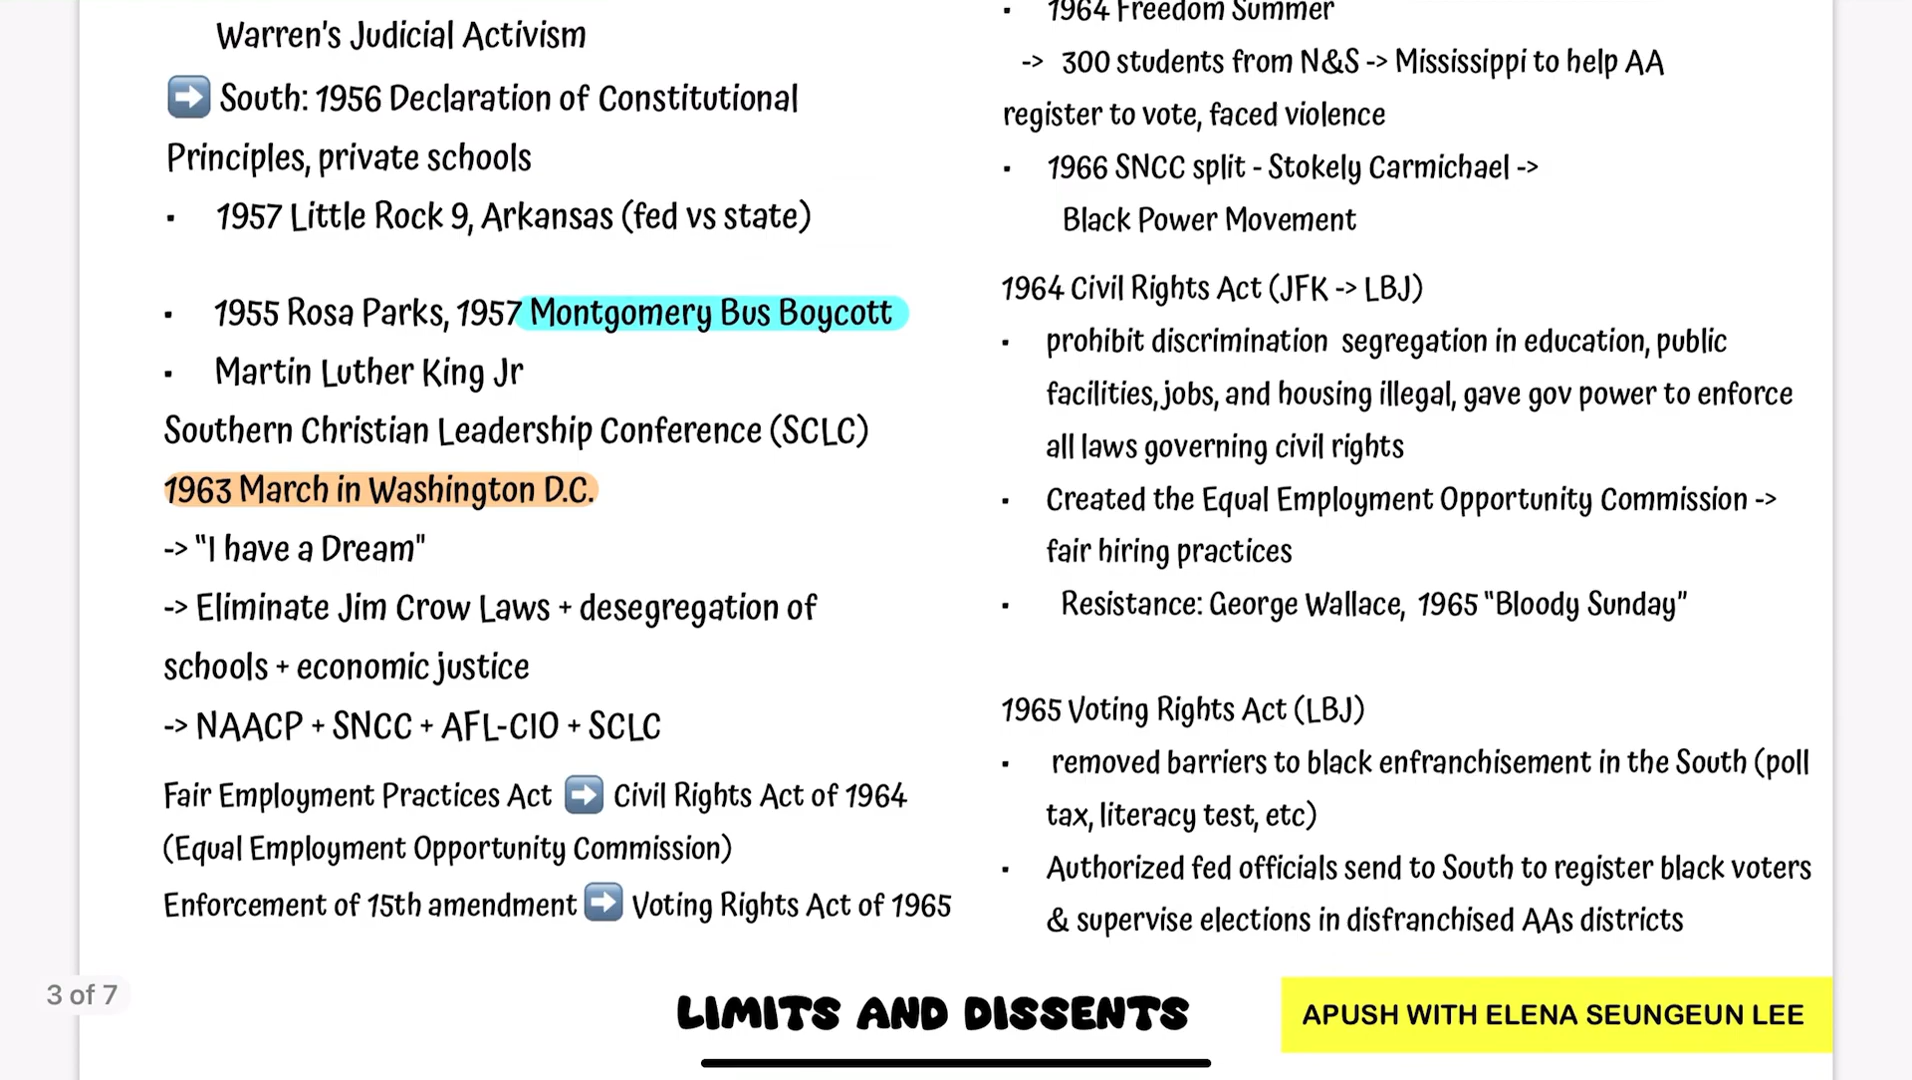 Warren's Judicial Activism
➡️ South: 1956 Declaration of Constitutional
Principles, private schools
· 1957 Little Rock 9, Arkansas (fed vs state)
· 1955 Rosa Parks, 1957 Montgomery Bus Boycott
· Martin Luther King Jr
Southern Christian Leadership Conference (SCLC)
1963 March in Washington D.C.
-> "I have a Dream"
-> Eliminate Jim Crow Laws + desegregation of
schools + economic justice
-> NAACP + SNCC + AFL-CIO + SCLC
Fair Employment Practices Act ➡️ Civil Rights Act of 1964
(Equal Employment Opportunity Commission)
Enforcement of 15th amendment ➡️ Voting Rights Act of 1965
· 1964 Freedom Summer
-> 300 students from N&S -> Mississippi to help AA
register to vote, faced violence
· 1966 SNCC split - Stokely Carmichael ->
Black Power Movement
1964 Civil Rights Act (JFK -> LBJ)
· prohibit discrimination segregation in education, public
facilities, jobs, and housing illegal, gave gov power to enforce
all laws governing civil rights
· Created the Equal Employment Opportunity Commission ->
fair hiring practices
· Resistance: George Wallace, 1965 "Bloody Sunday"
1965 Voting Rights Act (LBJ)
· removed barriers to black enfranchisement in the South (poll
tax, literacy test, etc)
· Authorized fed officials send to South to register black voters
& supervise elections in disfranchised AAs districts
3 of 7
LIMITS AND DISSENTS
APUSH WITH ELENA SEUNGEUN LEE